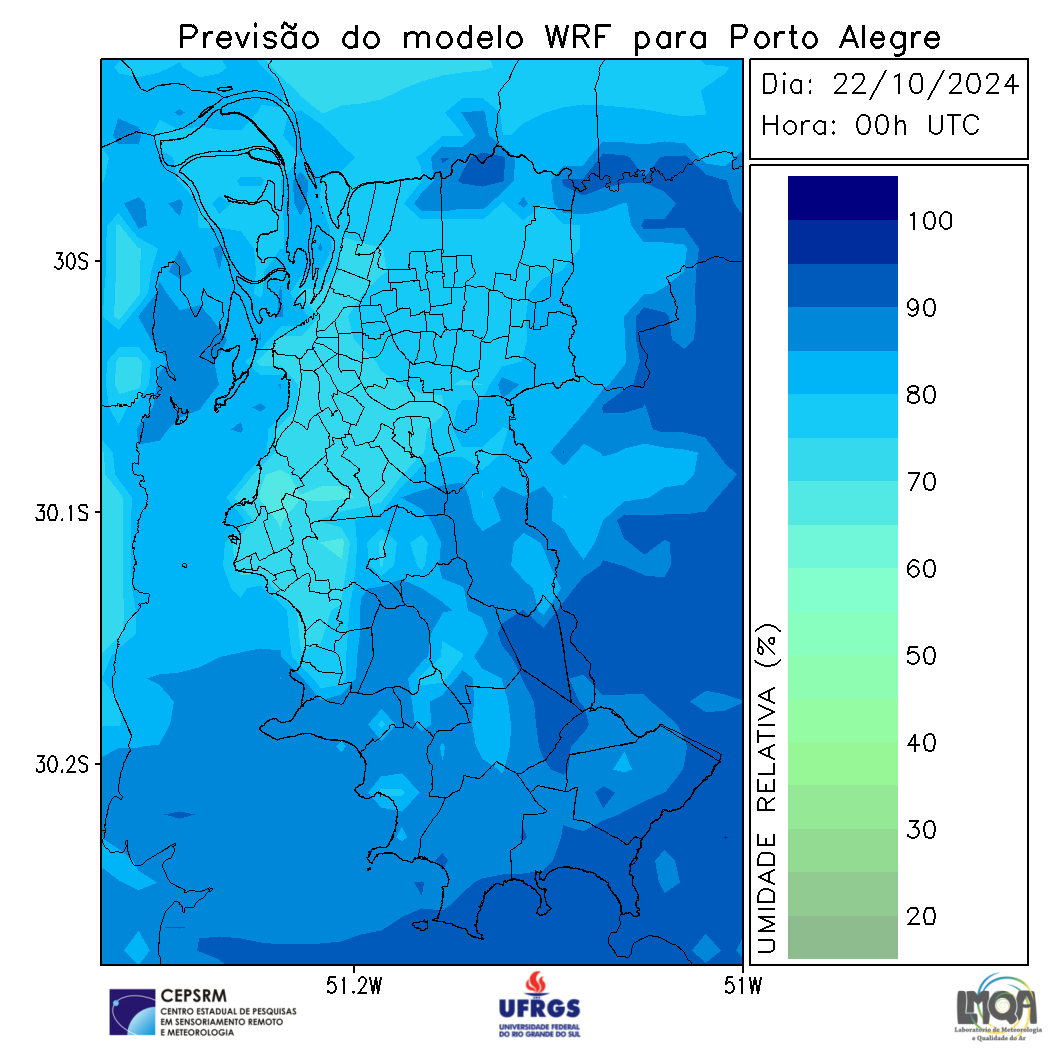 Previsão do modelo WRF para Porto Alegre
Dia: 22/10/2024
Hora: 00h UTC
30S
30.1S
30.2S
51.2W
51W
UMIDADE RELATIVA (%)
100
90
80
70
60
50
40
30
20
CEPSRM
CENTRO ESTADUAL DE PESQUISAS
EM SENSORIAMENTO REMOTO
E METEOROLOGIA
UFRGS
UNIVERSIDADE FEDERAL
DO RIO GRANDE DO SUL
LMQA
Laboratório de Meteorologia
e Qualidade do Ar